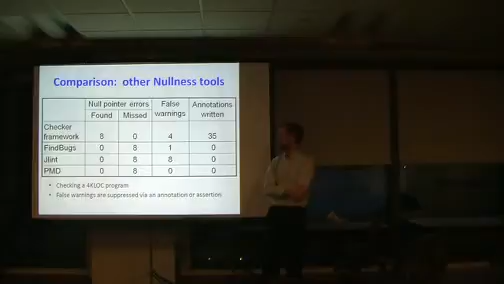 Comparison: other Nullness tools
Null pointer errors False warnings Annotations written
Found Missed
Checker framework 8 0 4 35
FindBugs 0 8 1 0
Jlint 0 8 8 0
PMD 0 8 0 0
• Checking a 4KLOC program
• False warnings are suppressed via an annotation or assertion